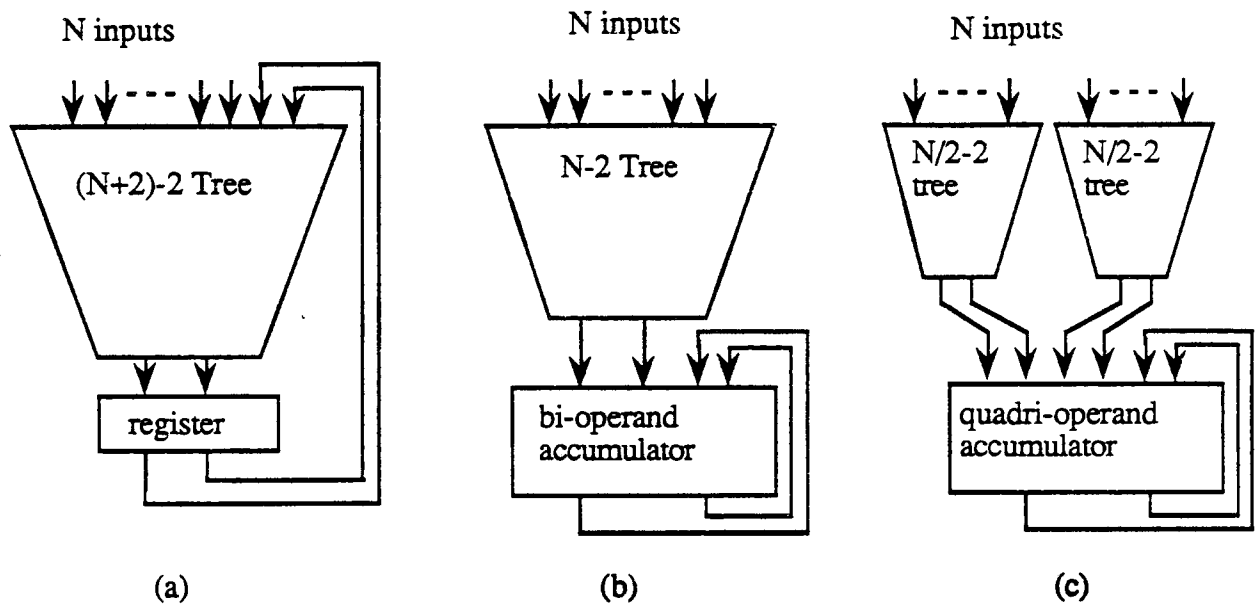 N inputs
(N+2)-2 Tree
register
(a)
N inputs
N-2 Tree
bi-operand
accumulator
(b)
N inputs
N/2-2
tree
N/2-2
tree
quadri-operand
accumulator
(c)